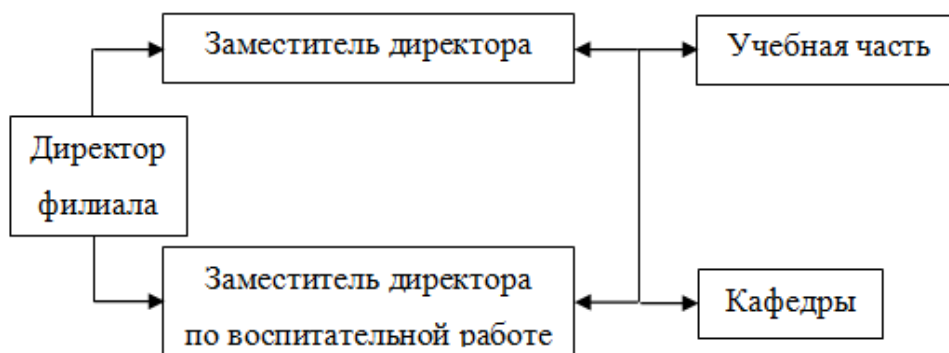 Заместитель директора
Учебная часть
Директор
филиала
Заместитель директора
по воспитательной работе
Кафедры